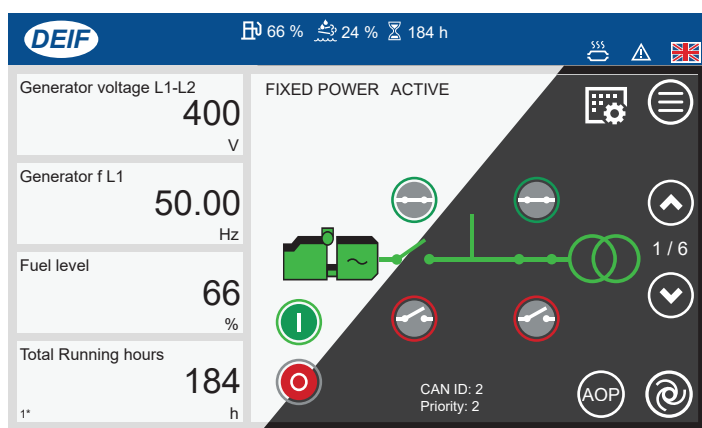 DEIF
66 % 24 % 184 h
Generator voltage L1-L2
400
V
FIXED POWER ACTIVE
Generator f L1
50.00
Hz
Fuel level
66
%
1 / 6
Total Running hours
184
1* h
CAN ID: 2
Priority: 2
AOP